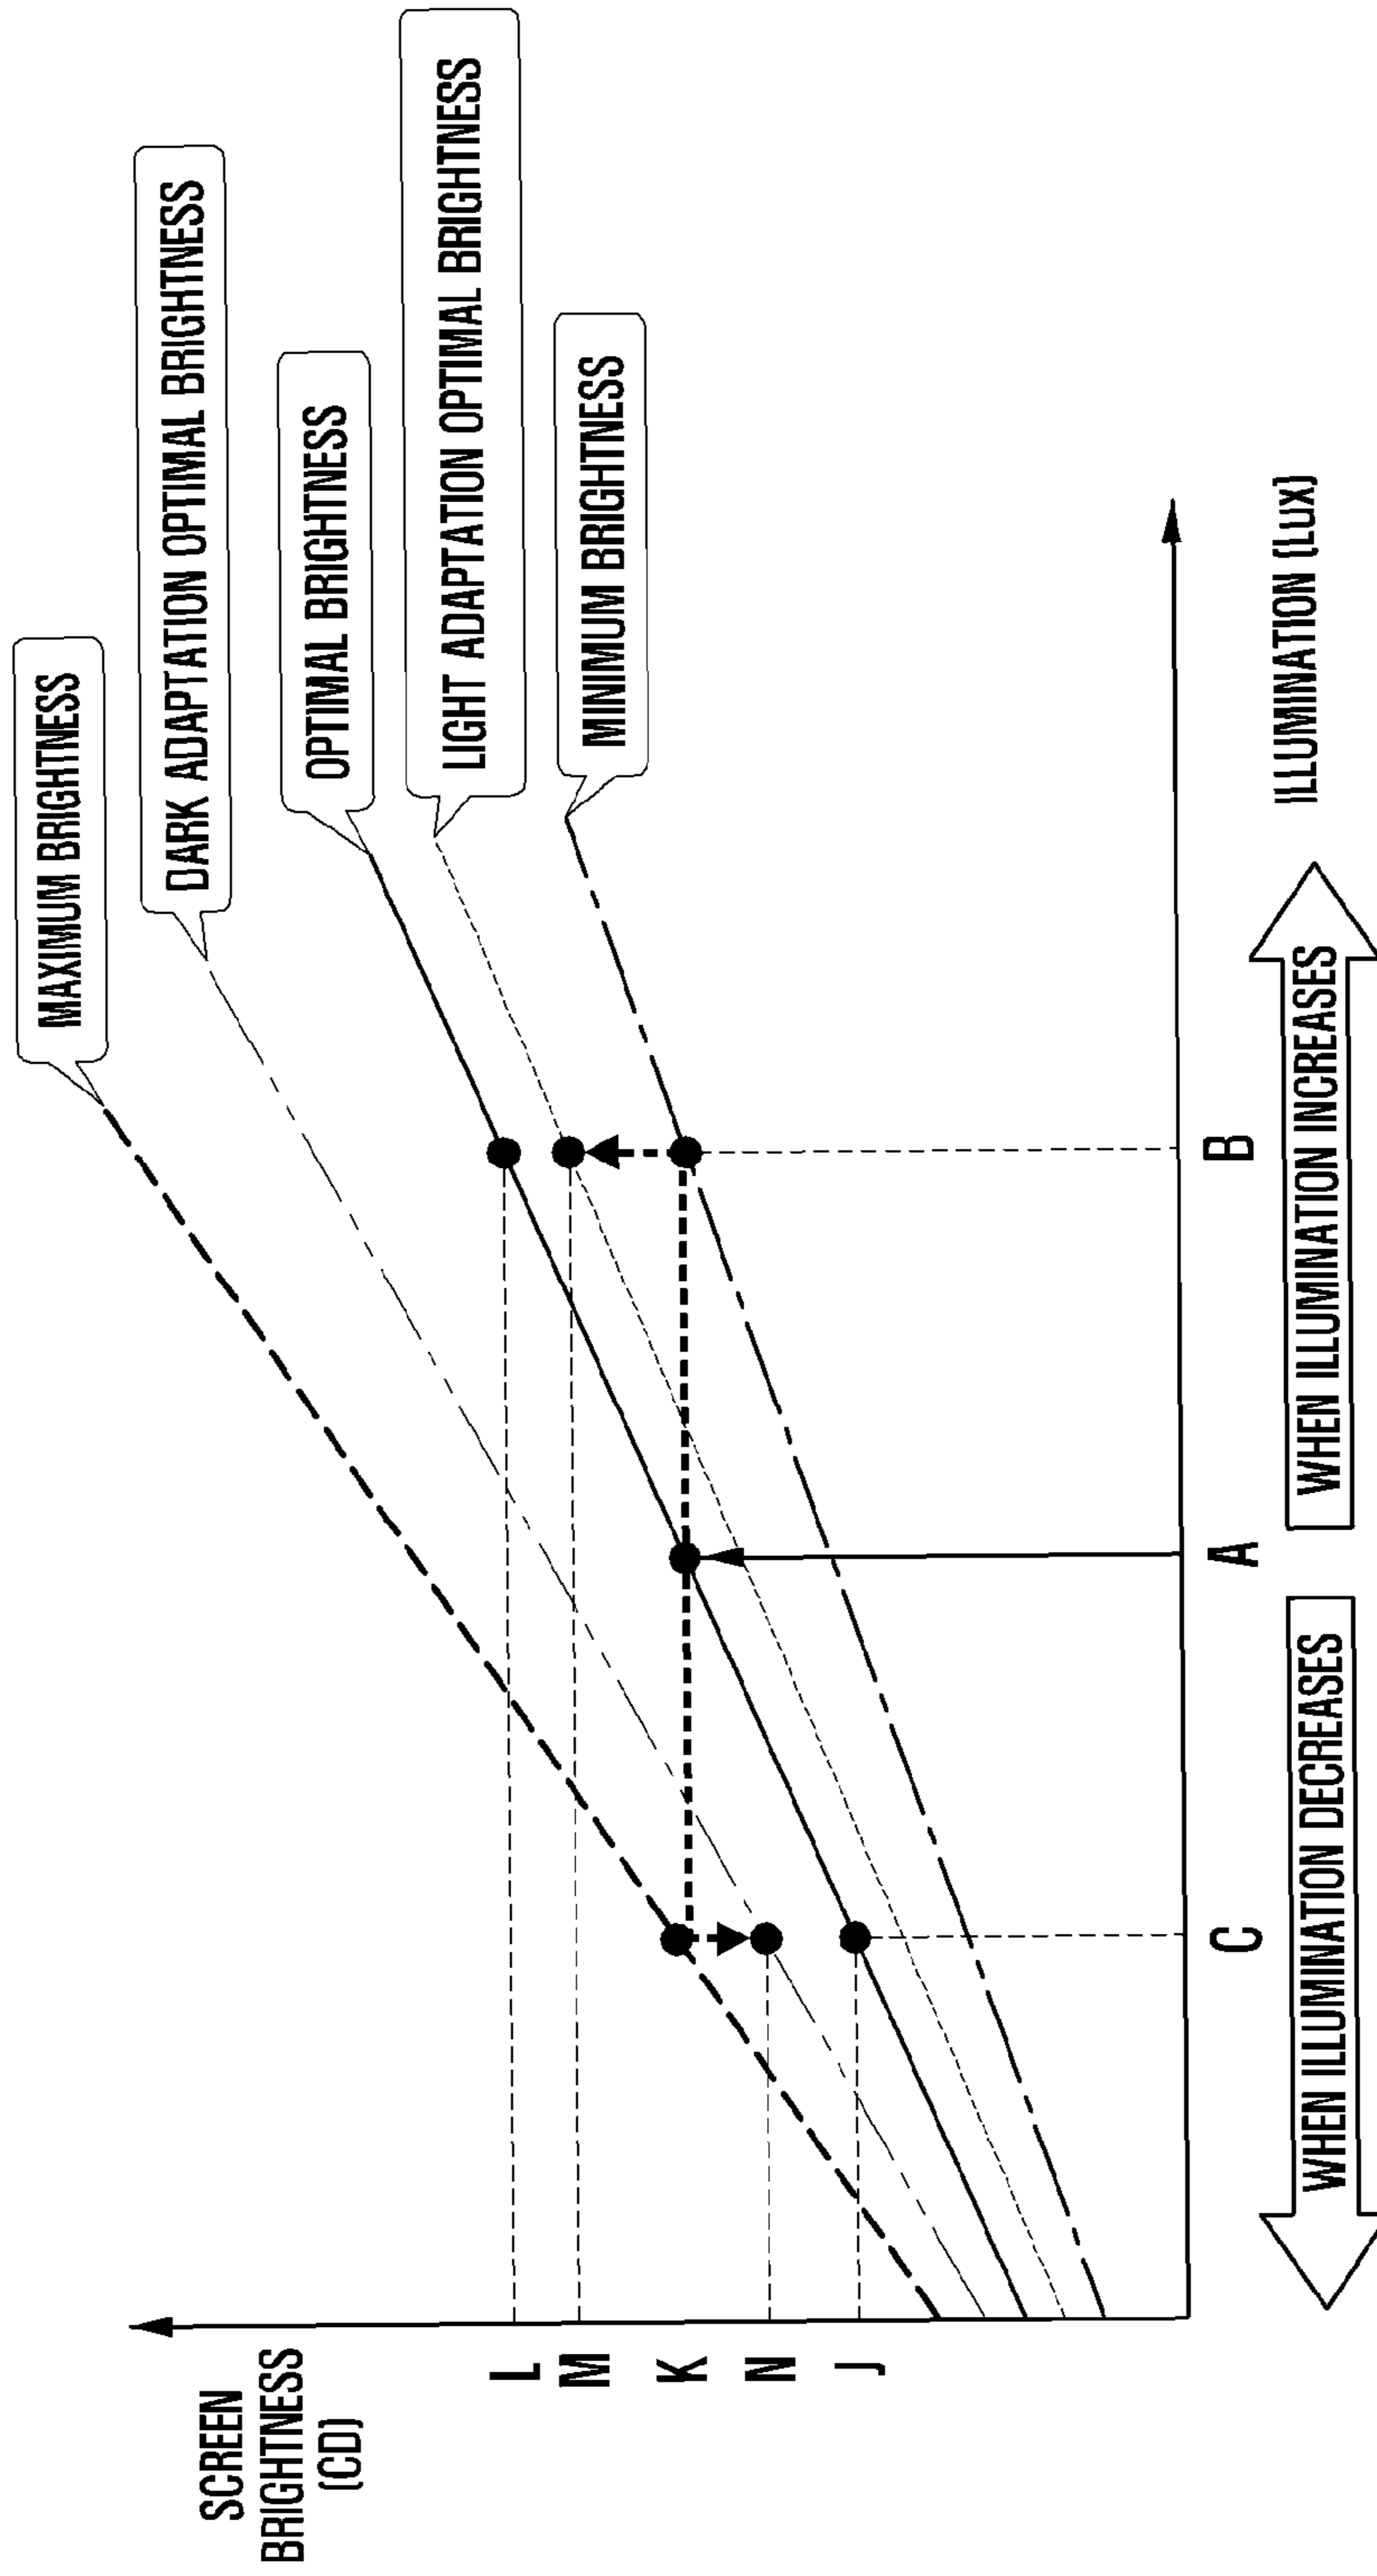 SCREEN
BRIGHTNESS
(CD)
MAXIMUM BRIGHTNESS
DARK ADAPTATION OPTIMAL BRIGHTNESS
OPTIMAL BRIGHTNESS
LIGHT ADAPTATION OPTIMAL BRIGHTNESS
MINIMUM BRIGHTNESS
L
M
K
N
J
C
A
B
ILLUMINATION (Lux)
WHEN ILLUMINATION DECREASES
WHEN ILLUMINATION INCREASES